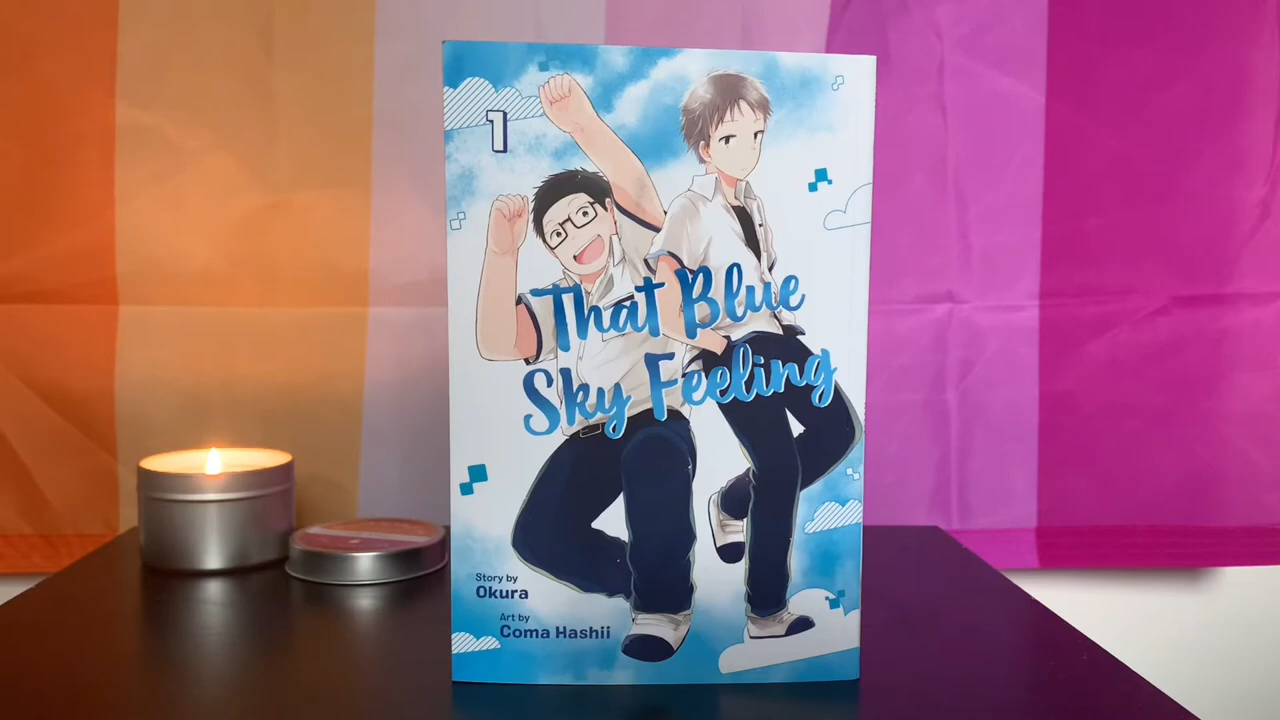 1
That Blue
Sky Feeling
Story by
Okura
Art by
Coma Hashii